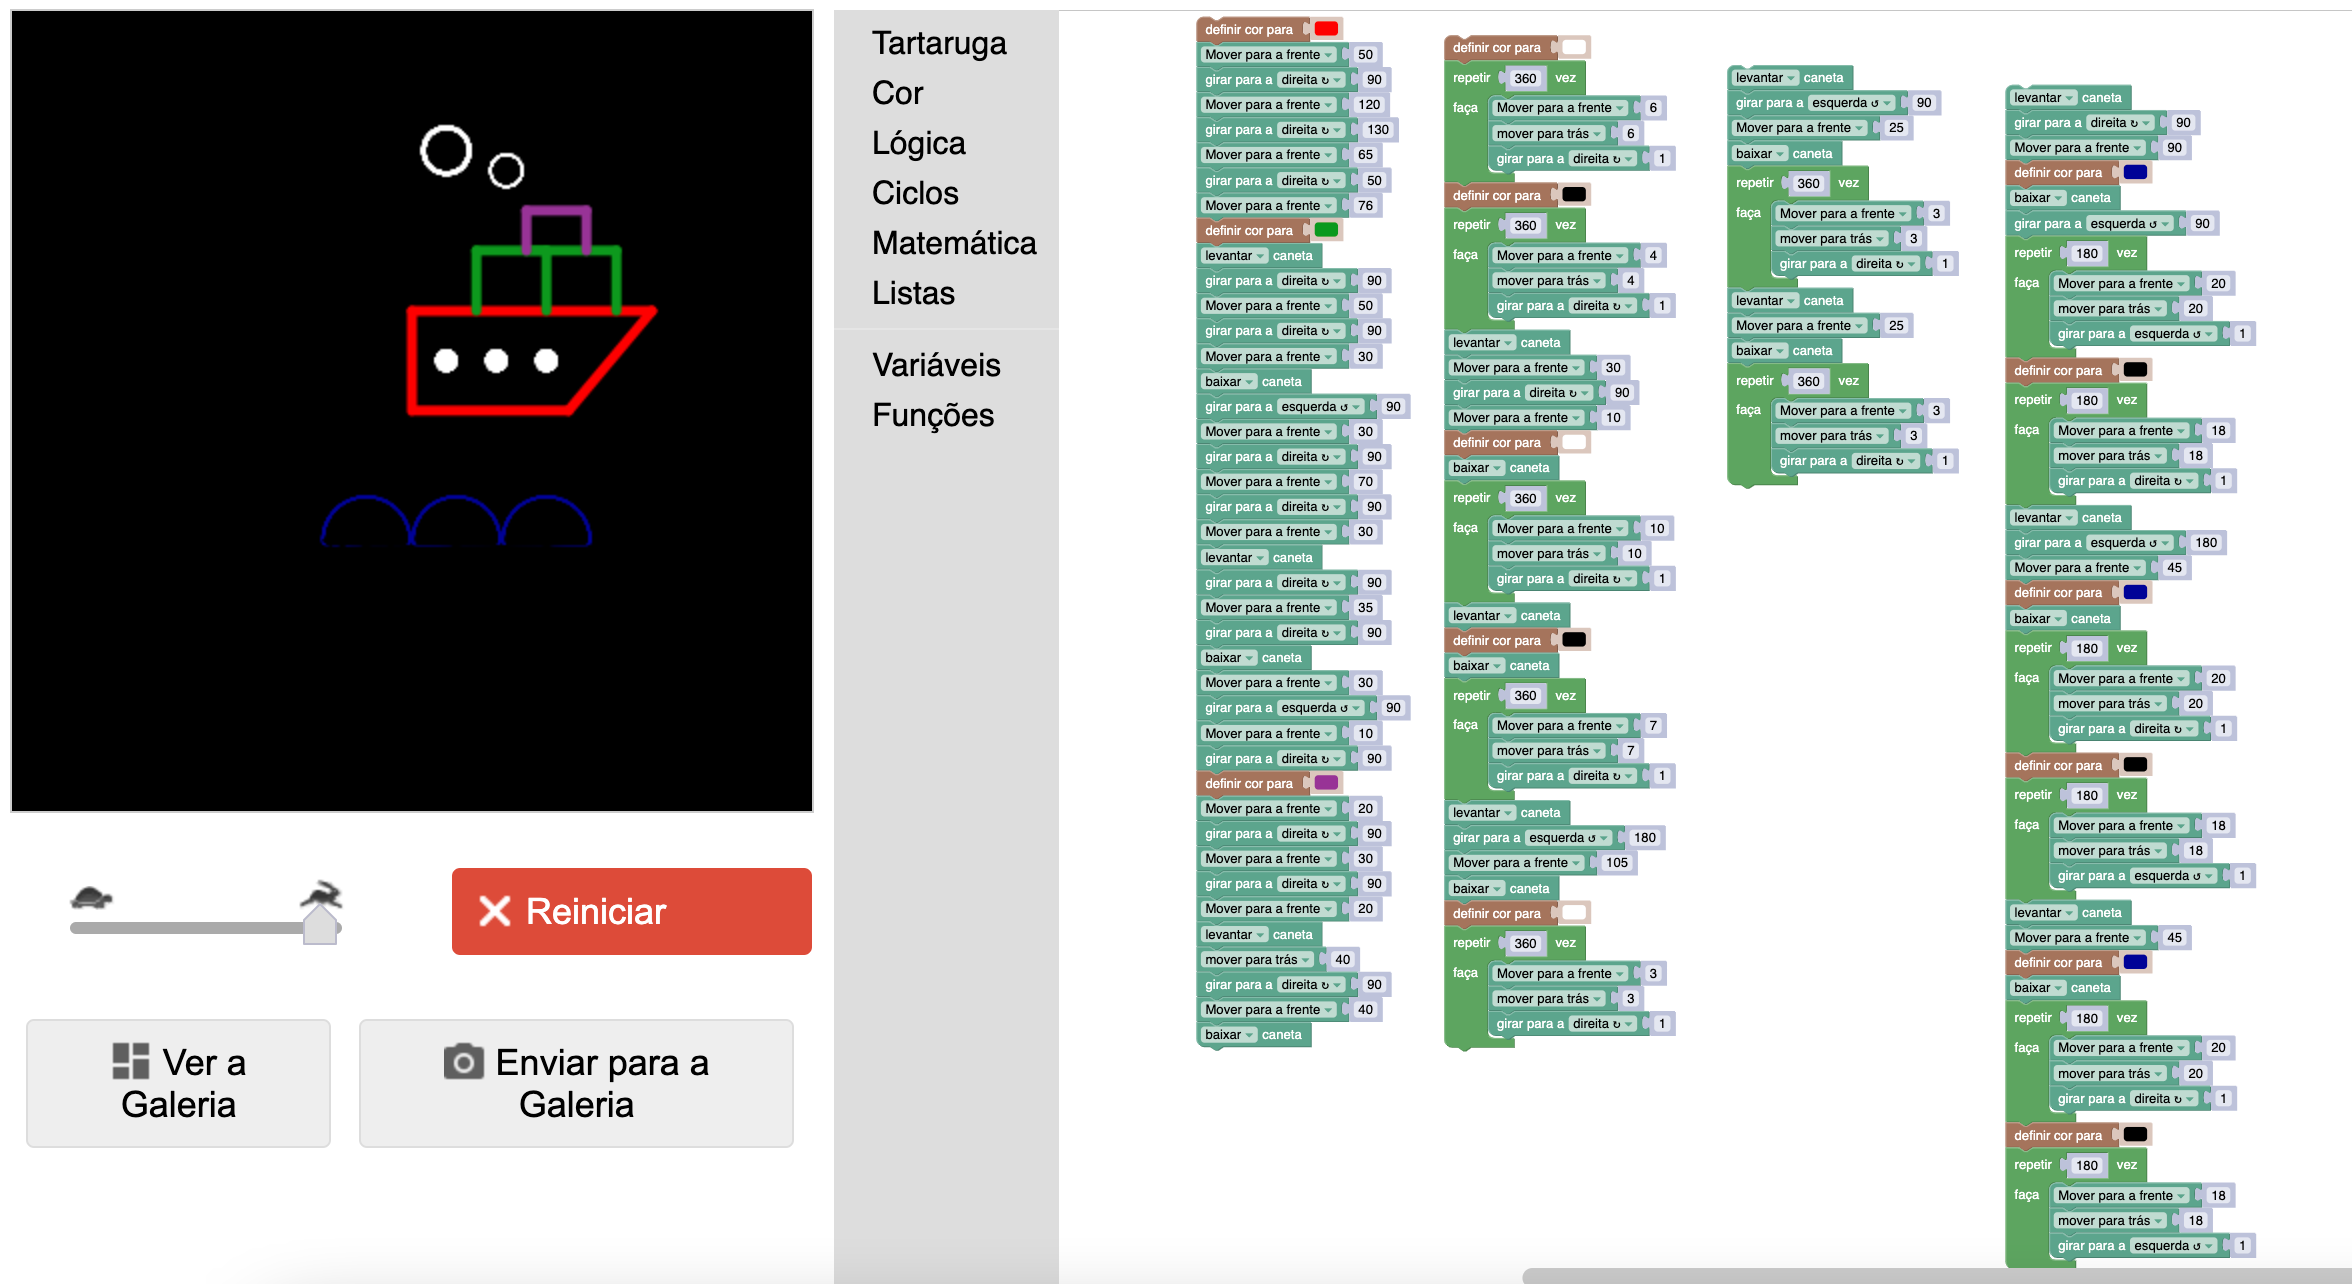 Tartaruga
Cor
Lógica
Ciclos
Matemática
Listas
Variáveis
Funções
Reiniciar
Ver a
Galeria
Enviar para a
Galeria
definir cor para
Mover para a frente 50
girar para a direita ↻ 90
Mover para a frente 120
girar para a direita ↻ 130
Mover para a frente 65
girar para a direita ↻ 50
Mover para a frente 76
definir cor para
levantar caneta
girar para a direita ↻ 90
Mover para a frente 50
girar para a direita ↻ 90
Mover para a frente 30
baixar caneta
girar para a esquerda ↺ 90
Mover para a frente 30
girar para a direita ↻ 90
Mover para a frente 70
girar para a direita ↻ 90
Mover para a frente 30
levantar caneta
girar para a direita ↻ 90
Mover para a frente 35
girar para a direita ↻ 90
baixar caneta
Mover para a frente 30
girar para a esquerda ↺ 90
Mover para a frente 10
girar para a direita ↻ 90
definir cor para
Mover para a frente 20
girar para a direita ↻ 90
Mover para a frente 30
girar para a direita ↻ 90
Mover para a frente 20
levantar caneta
mover para trás 40
girar para a direita ↻ 90
Mover para a frente 40
baixar caneta
definir cor para
repetir 360 vez
faça Mover para a frente 6
mover para trás 6
girar para a direita ↻ 1
definir cor para
repetir 360 vez
faça Mover para a frente 4
mover para trás 4
girar para a direita ↻ 1
levantar caneta
Mover para a frente 30
girar para a direita ↻ 90
Mover para a frente 10
definir cor para
baixar caneta
repetir 360 vez
faça Mover para a frente 10
mover para trás 10
girar para a direita ↻ 1
levantar caneta
definir cor para
baixar caneta
repetir 360 vez
faça Mover para a frente 7
mover para trás 7
girar para a direita ↻ 1
levantar caneta
girar para a esquerda ↺ 180
Mover para a frente 105
baixar caneta
definir cor para
repetir 360 vez
faça Mover para a frente 3
mover para trás 3
girar para a direita ↻ 1
levantar caneta
girar para a esquerda ↺ 90
Mover para a frente 25
baixar caneta
repetir 360 vez
faça Mover para a frente 3
mover para trás 3
girar para a direita ↻ 1
levantar caneta
Mover para a frente 25
baixar caneta
repetir 360 vez
faça Mover para a frente 3
mover para trás 3
girar para a direita ↻ 1
levantar caneta
girar para a direita ↻ 90
Mover para a frente 90
definir cor para
baixar caneta
girar para a esquerda ↺ 90
repetir 180 vez
faça Mover para a frente 20
mover para trás 20
girar para a esquerda ↺ 1
definir cor para
repetir 180 vez
faça Mover para a frente 18
mover para trás 18
girar para a direita ↻ 1
levantar caneta
girar para a esquerda ↺ 180
Mover para a frente 45
definir cor para
baixar caneta
repetir 180 vez
faça Mover para a frente 20
mover para trás 20
girar para a direita ↻ 1
definir cor para
repetir 180 vez
faça Mover para a frente 18
mover para trás 18
girar para a esquerda ↺ 1
levantar caneta
Mover para a frente 45
definir cor para
baixar caneta
repetir 180 vez
faça Mover para a frente 20
mover para trás 20
girar para a direita ↻ 1
definir cor para
repetir 180 vez
faça Mover para a frente 18
mover para trás 18
girar para a esquerda ↺ 1